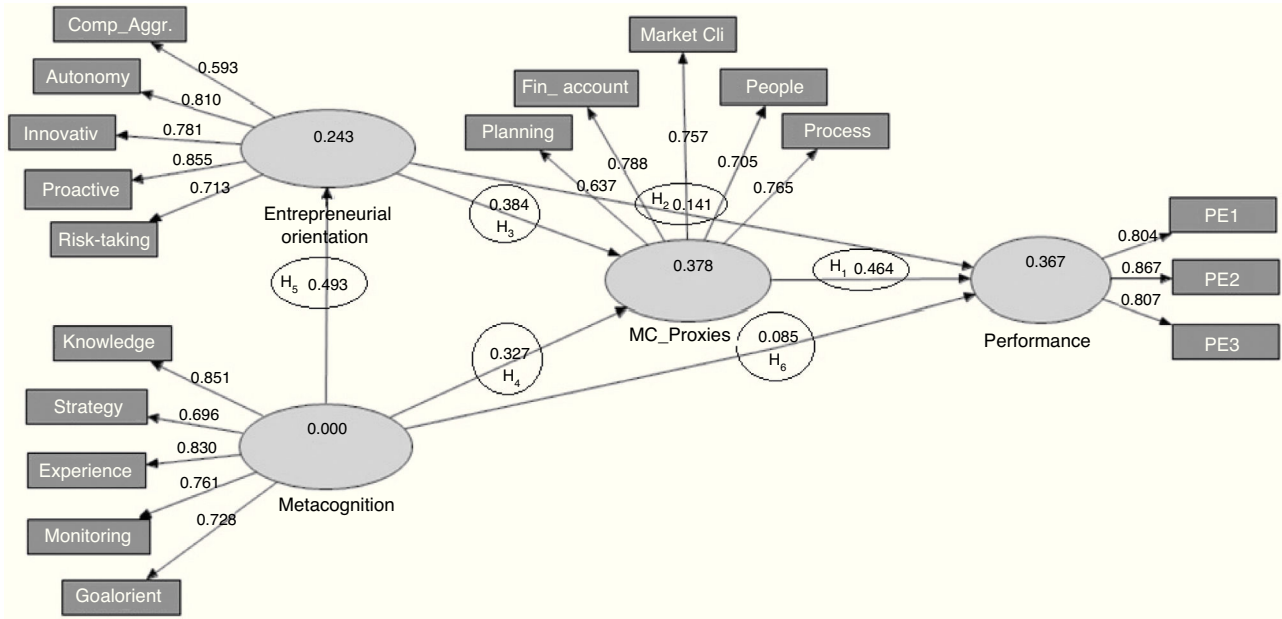 Comp_Aggr.
Autonomy
Innovativ
Proactive
Risk-taking
0.593
0.810
0.781
0.855
0.713
0.243
Entrepreneurial
orientation
Market Cli
Fin_ account
People
Planning
Process
0.757
0.788
0.705
0.637
0.765
0.384
H3
H2 0.141
0.378
MC_Proxies
H1 0.464
0.367
Performance
PE1
PE2
PE3
0.804
0.867
0.807
H5 0.493
0.327
H4
0.085
H6
Knowledge
Strategy
Experience
Monitoring
Goalorient
0.851
0.696
0.830
0.761
0.728
0.000
Metacognition